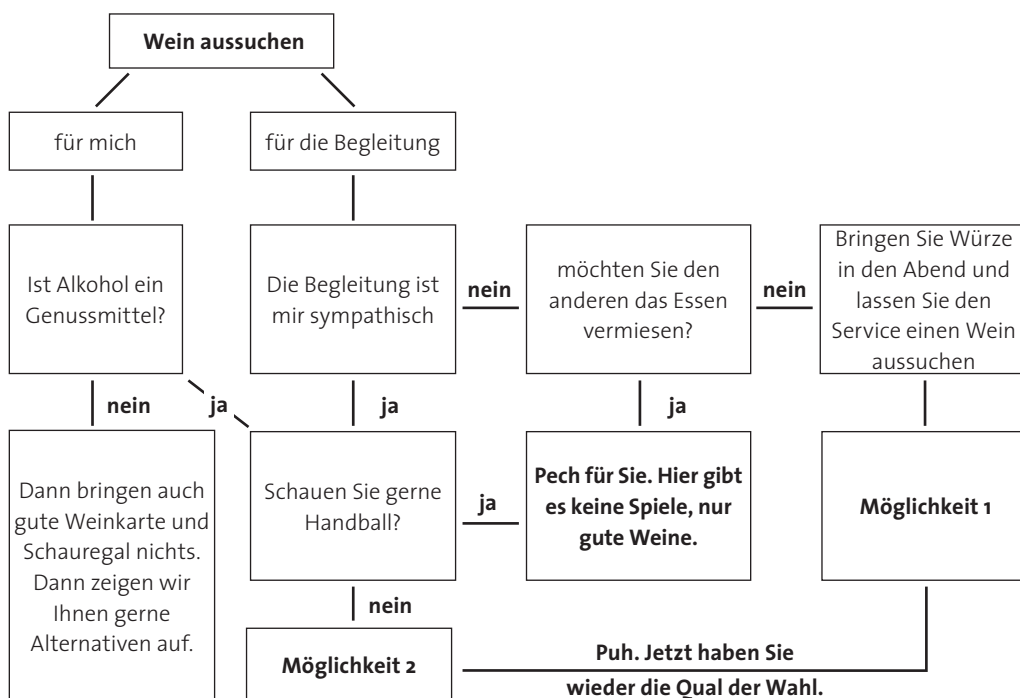 Wein aussuchen
für mich
für die Begleitung
Ist Alkohol ein
Genussmittel?
Die Begleitung ist
mir sympathisch
nein
möchten Sie den
anderen das Essen
vermiesen?
nein
Bringen Sie Würze
in den Abend und
lassen Sie den
Service einen Wein
aussuchen
nein
ja
ja
ja
Dann bringen auch
gute Weinkarte und
Schauregal nichts.
Dann zeigen wir
Ihnen gerne
Alternativen auf.
Schauen Sie gerne
Handball?
ja
Pech für Sie. Hier gibt
es keine Spiele, nur
gute Weine.
Möglichkeit 1
nein
Möglichkeit 2
Puh. Jetzt haben Sie
wieder die Qual der Wahl.